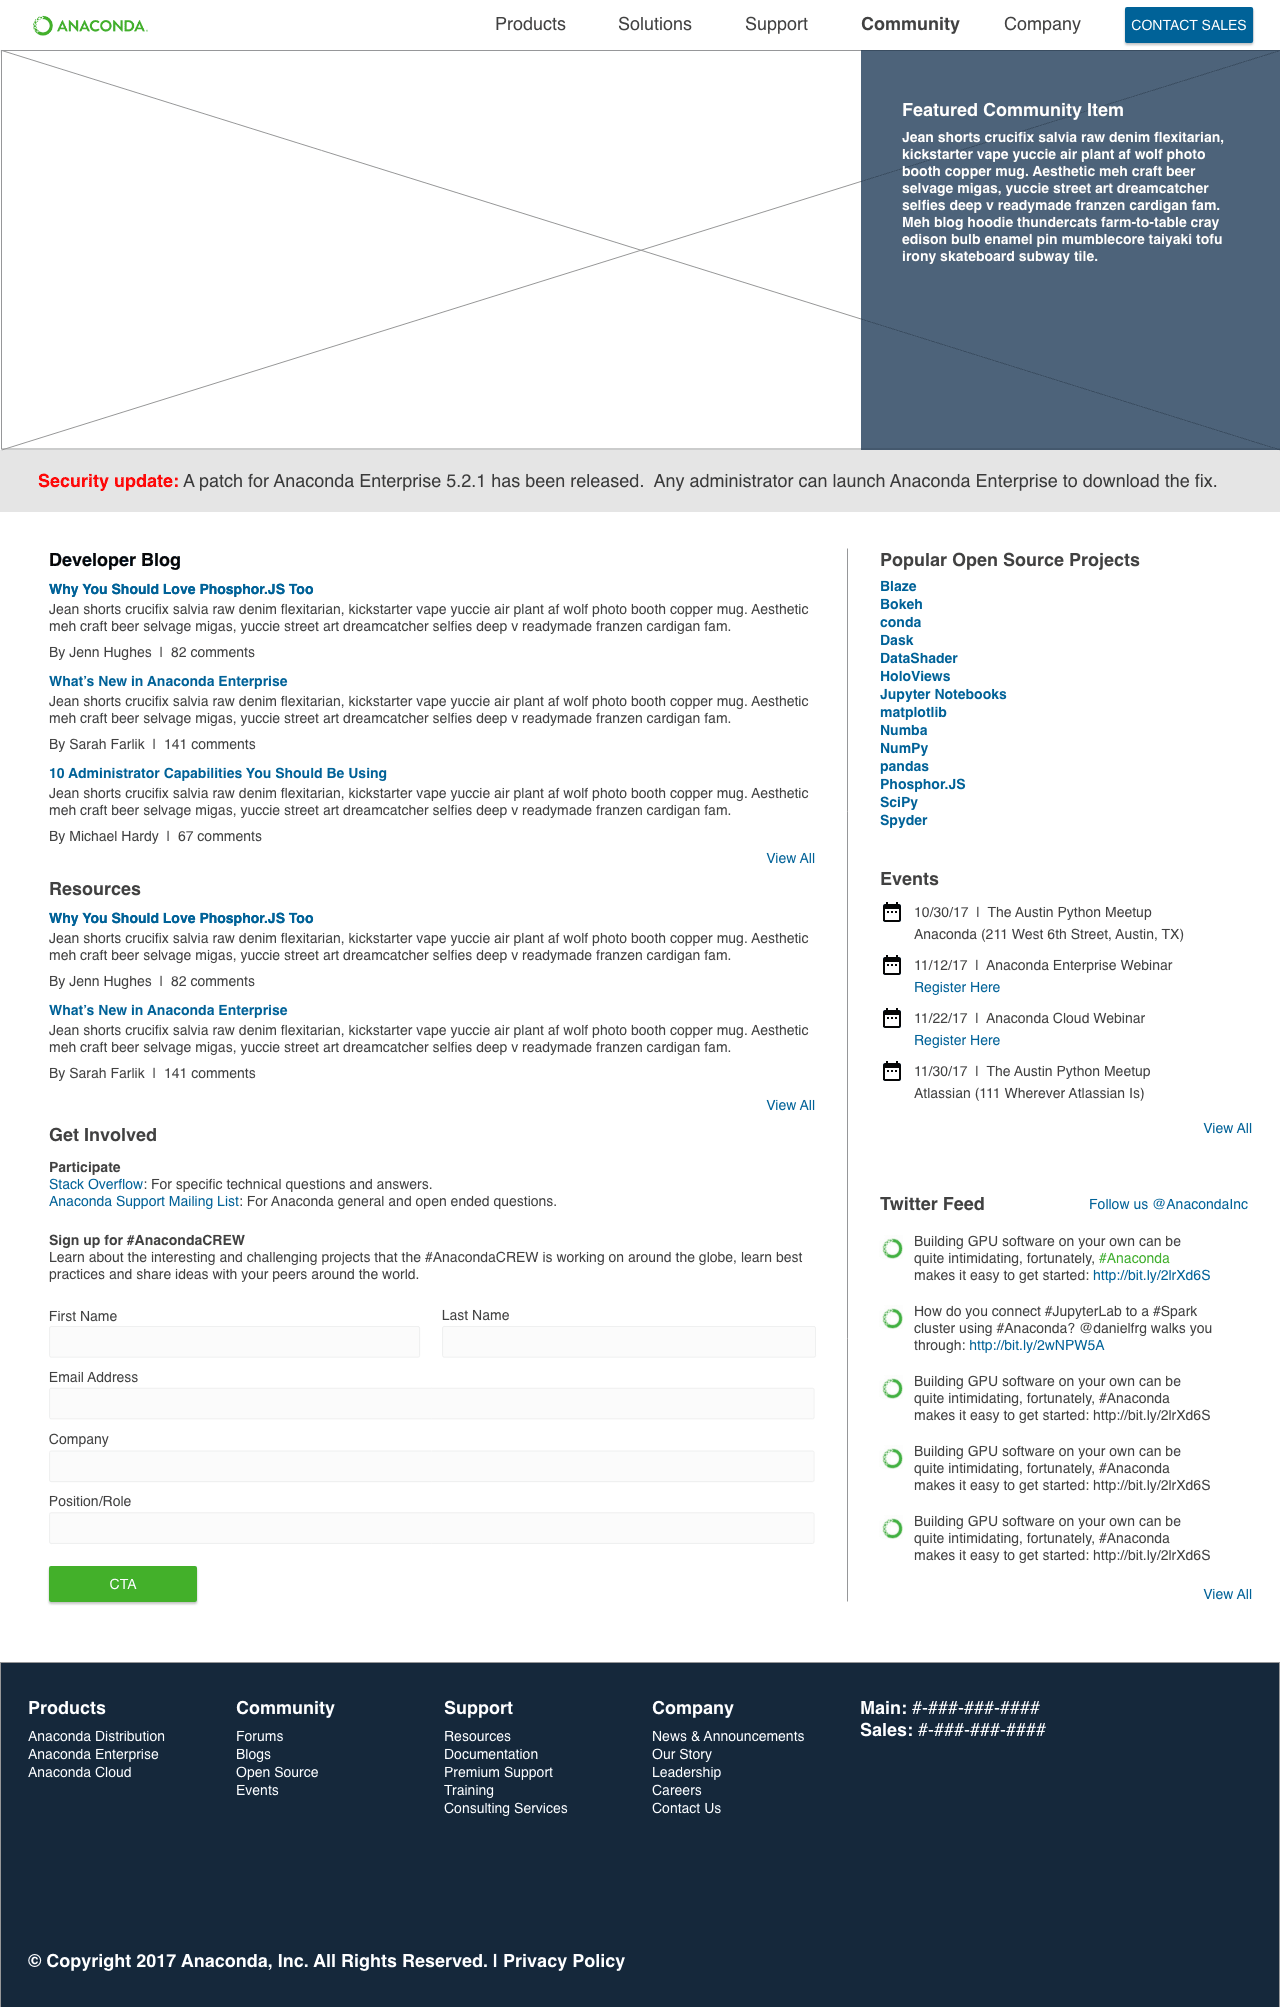 ANACONDA.
Products
Solutions
Support
Community
Company
CONTACT SALES
Featured Community Item
Jean shorts crucifix salvia raw denim flexitarian,
kickstarter vape yuccie air plant af wolf photo
booth copper mug. Aesthetic meh craft beer
selvage migas, yuccie street art dreamcatcher
selfies deep v readymade franzen cardigan fam.
Meh blog hoodie thundercats farm-to-table cray
edison bulb enamel pin mumblecore taiyaki tofu
irony skateboard subway tile.
Security update: A patch for Anaconda Enterprise 5.2.1 has been released.  Any administrator can launch Anaconda Enterprise to download the fix.
Developer Blog
Why You Should Love Phosphor.JS Too
Jean shorts crucifix salvia raw denim flexitarian, kickstarter vape yuccie air plant af wolf photo booth copper mug. Aesthetic
meh craft beer selvage migas, yuccie street art dreamcatcher selfies deep v readymade franzen cardigan fam.
By Jenn Hughes  |  82 comments
What's New in Anaconda Enterprise
Jean shorts crucifix salvia raw denim flexitarian, kickstarter vape yuccie air plant af wolf photo booth copper mug. Aesthetic
meh craft beer selvage migas, yuccie street art dreamcatcher selfies deep v readymade franzen cardigan fam.
By Sarah Farlik  |  141 comments
10 Administrator Capabilities You Should Be Using
Jean shorts crucifix salvia raw denim flexitarian, kickstarter vape yuccie air plant af wolf photo booth copper mug. Aesthetic
meh craft beer selvage migas, yuccie street art dreamcatcher selfies deep v readymade franzen cardigan fam.
By Michael Hardy  |  67 comments
View All
Resources
Why You Should Love Phosphor.JS Too
Jean shorts crucifix salvia raw denim flexitarian, kickstarter vape yuccie air plant af wolf photo booth copper mug. Aesthetic
meh craft beer selvage migas, yuccie street art dreamcatcher selfies deep v readymade franzen cardigan fam.
By Jenn Hughes  |  82 comments
What's New in Anaconda Enterprise
Jean shorts crucifix salvia raw denim flexitarian, kickstarter vape yuccie air plant af wolf photo booth copper mug. Aesthetic
meh craft beer selvage migas, yuccie street art dreamcatcher selfies deep v readymade franzen cardigan fam.
By Sarah Farlik  |  141 comments
View All
Get Involved
Participate
Stack Overflow: For specific technical questions and answers.
Anaconda Support Mailing List: For Anaconda general and open ended questions.
Sign up for #AnacondaCREW
Learn about the interesting and challenging projects that the #AnacondaCREW is working on around the globe, learn best
practices and share ideas with your peers around the world.
First Name
Last Name
Email Address
Company
Position/Role
CTA
Popular Open Source Projects
Blaze
Bokeh
conda
Dask
DataShader
HoloViews
Jupyter Notebooks
matplotlib
Numba
NumPy
pandas
Phosphor.JS
SciPy
Spyder
Events
10/30/17  |  The Austin Python Meetup
Anaconda (211 West 6th Street, Austin, TX)
11/12/17  |  Anaconda Enterprise Webinar
Register Here
11/22/17  |  Anaconda Cloud Webinar
Register Here
11/30/17  |  The Austin Python Meetup
Atlassian (111 Wherever Atlassian Is)
View All
Twitter Feed
Follow us @AnacondaInc
Building GPU software on your own can be
quite intimidating, fortunately, #Anaconda
makes it easy to get started: http://bit.ly/2lrXd6S
How do you connect #JupyterLab to a #Spark
cluster using #Anaconda? @danielfrg walks you
through: http://bit.ly/2wNPW5A
Building GPU software on your own can be
quite intimidating, fortunately, #Anaconda
makes it easy to get started: http://bit.ly/2lrXd6S
Building GPU software on your own can be
quite intimidating, fortunately, #Anaconda
makes it easy to get started: http://bit.ly/2lrXd6S
Building GPU software on your own can be
quite intimidating, fortunately, #Anaconda
makes it easy to get started: http://bit.ly/2lrXd6S
View All
Products
Anaconda Distribution
Anaconda Enterprise
Anaconda Cloud
Community
Forums
Blogs
Open Source
Events
Support
Resources
Documentation
Premium Support
Training
Consulting Services
Company
News & Announcements
Our Story
Leadership
Careers
Contact Us
Main: #-###-###-####
Sales: #-###-###-####
© Copyright 2017 Anaconda, Inc. All Rights Reserved. | Privacy Policy